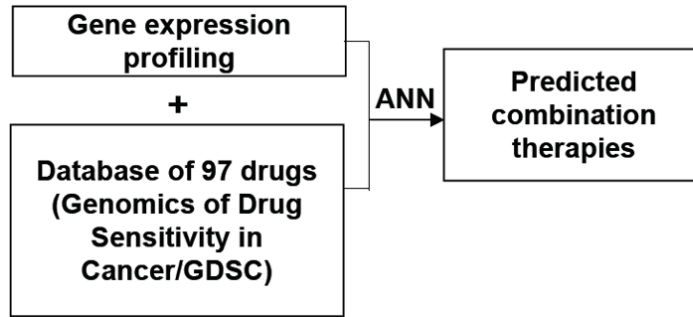 Gene expression
profiling
+
Database of 97 drugs
(Genomics of Drug
Sensitivity in
Cancer/GDSC)
ANN
Predicted
combination
therapies